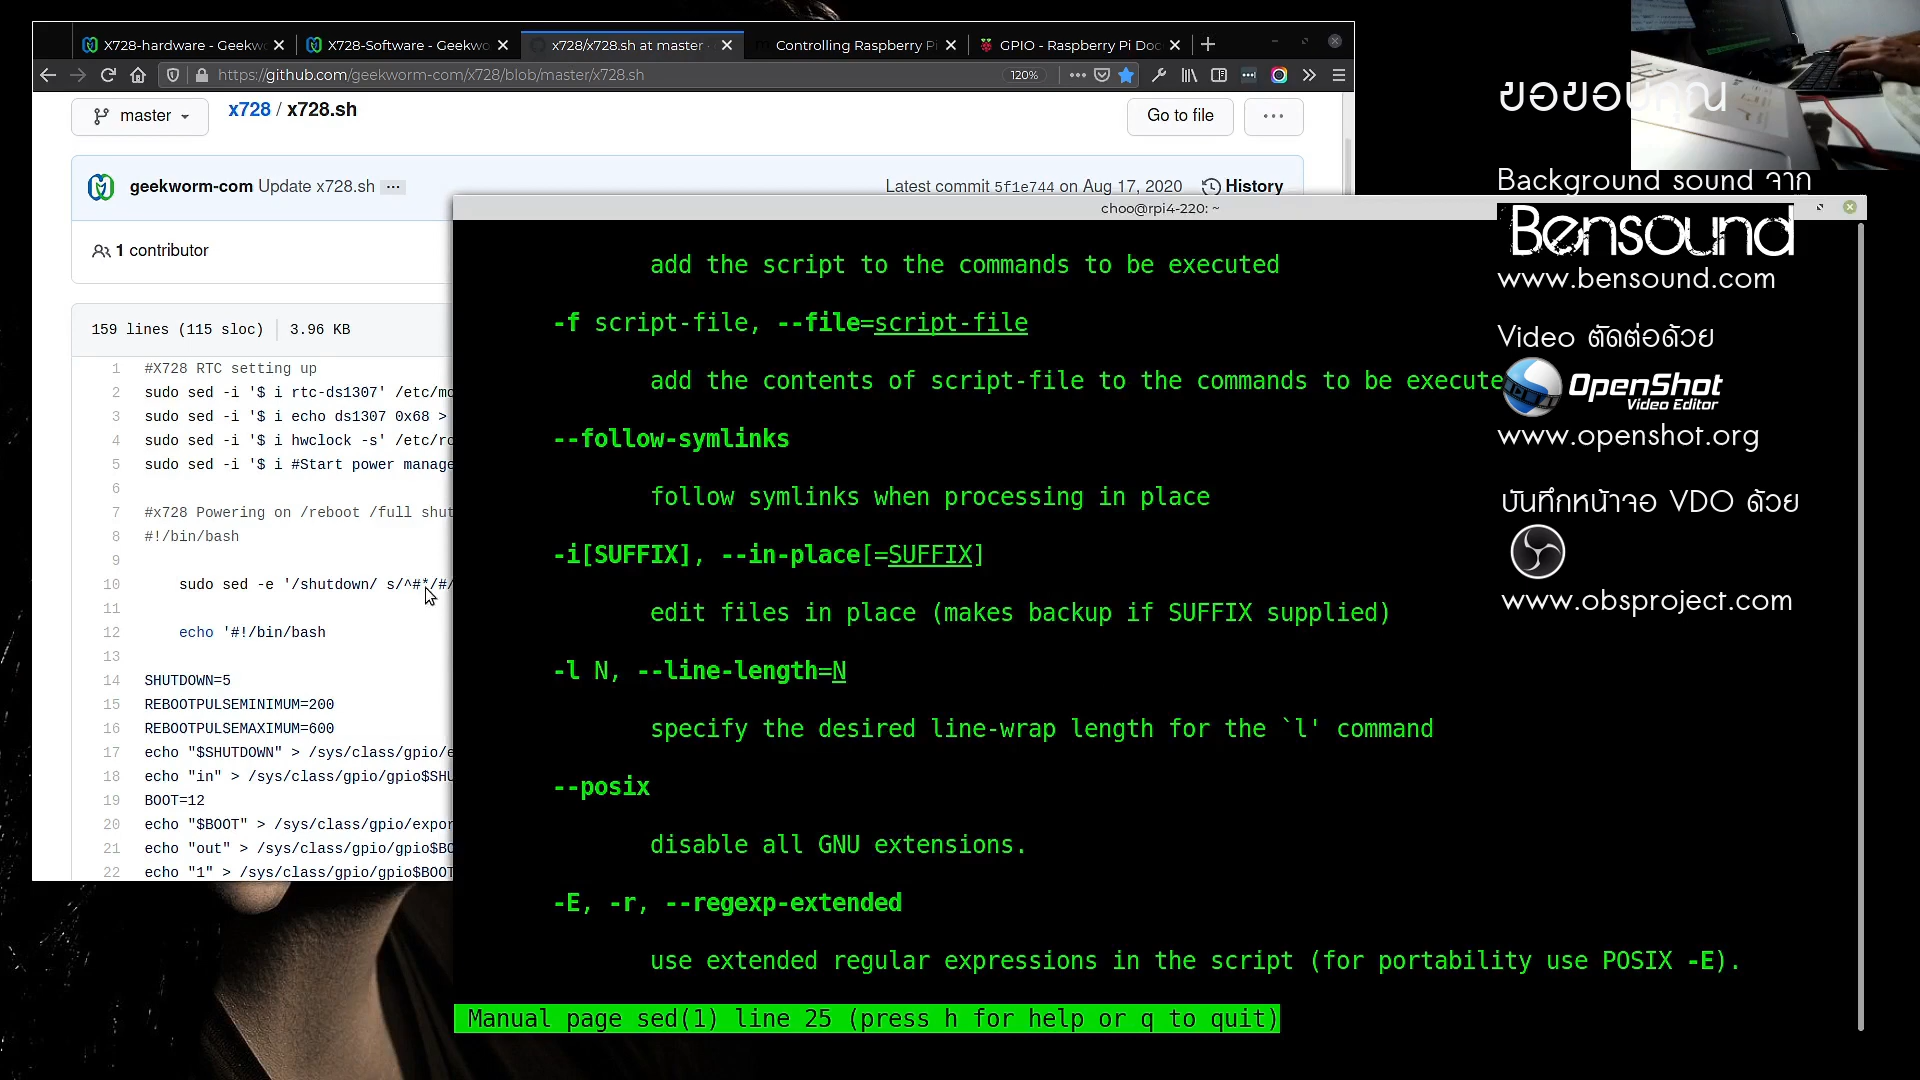 X728-hardware - Geekw
X728-Software - Geekwo
x728/x728.sh at master
Controlling Raspberry Pi
GPIO - Raspberry Pi Doc
https://github.com/geekworm-com/x728/blob/master/x728.sh
120%
master
x728 / x728.sh
Go to file
geekworm-com Update x728.sh
Latest commit 5f1e744 on Aug 17, 2020
History
1 contributor
159 lines (115 sloc)
3.96 KB
1 #X728 RTC setting up
2 sudo sed -i '$ i rtc-ds1307' /etc/mo
3 sudo sed -i '$ i echo ds1307 0x68 >
4 sudo sed -i '$ i hwclock -s' /etc/rc
5 sudo sed -i '$ i #Start power manage
6
7 #x728 Powering on /reboot /full shut
8 #!/bin/bash
9
10 sudo sed -e '/shutdown/ s/^#*/#/
11
12 echo '#!/bin/bash
13
14 SHUTDOWN=5
15 REBOOTPULSEMINIMUM=200
16 REBOOTPULSEMAXIMUM=600
17 echo "$SHUTDOWN" > /sys/class/gpio/e
18 echo "in" > /sys/class/gpio/gpio$SHU
19 BOOT=12
20 echo "$BOOT" > /sys/class/gpio/expor
21 echo "out" > /sys/class/gpio/gpio$BO
22 echo "1" > /sys/class/gpio/gpio$BOOT
choo@rpi4-220: ~
add the script to the commands to be executed
-f script-file, --file=script-file
add the contents of script-file to the commands to be execute
--follow-symlinks
follow symlinks when processing in place
-i[SUFFIX], --in-place[=SUFFIX]
edit files in place (makes backup if SUFFIX supplied)
-l N, --line-length=N
specify the desired line-wrap length for the `l' command
--posix
disable all GNU extensions.
-E, -r, --regexp-extended
use extended regular expressions in the script (for portability use POSIX -E).
Manual page sed(1) line 25 (press h for help or q to quit)
ขอขอบคุณ
Background sound จาก
Bensound
www.bensound.com
Video ตัดต่อด้วย
OpenShot
Video Editor
www.openshot.org
บันทึกหน้าจอ VDO ด้วย
www.obsproject.com